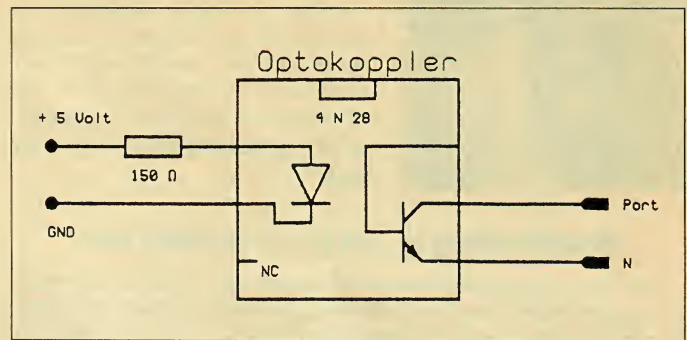 Optokoppler
4 N 28
+ 5 Volt
150 Ω
GND
NC
Port
N